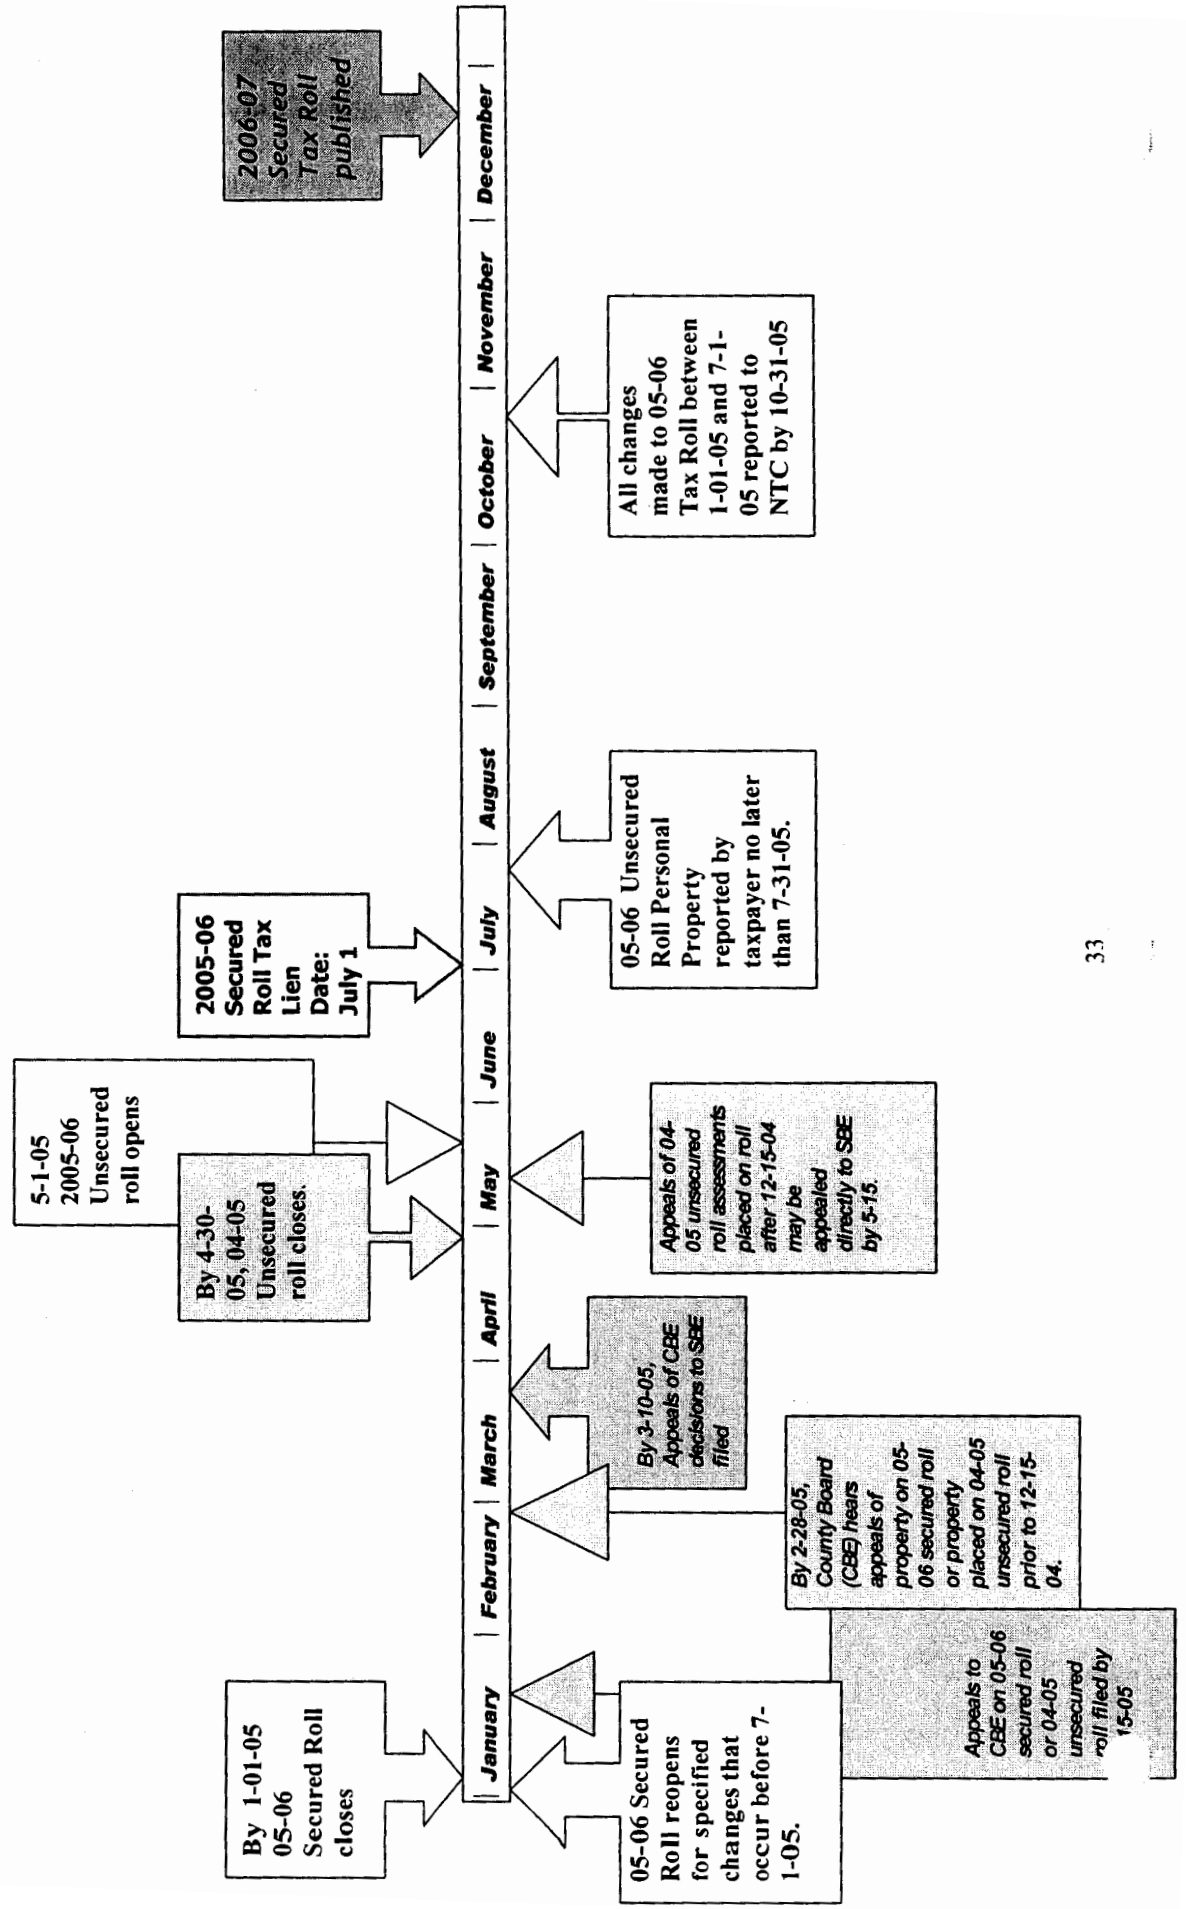 By 1-01-05
05-06
Secured Roll
closes
By 4-30-
05, 04-05
Unsecured
roll closes.
5-1-05
2005-06
Unsecured
roll opens
2005-06
Secured
Roll Tax
Lien
Date:
July 1
2006-07
Secured
Tax Roll
published
| January | February | March | April | May | June | July | August | September | October | November | December |
05-06 Secured
Roll reopens
for specified
changes that
occur before 7-
1-05.
Appeals to
CBE on 05-06
secured roll
or 04-05
unsecured
roll filed by
15-05
By 2-28-05,
County Board
(CBE) hears
appeals of
property on 05-
06 secured roll
or property
placed on 04-05
unsecured roll
prior to 12-15-
04.
By 3-10-05,
Appeals of CBE
decisions to SBE
filed
Appeals of 04-
05 unsecured
roll assessments
placed on roll
after 12-15-04
may be
appealed
directly to SBE
by 5-15.
05-06 Unsecured
Roll Personal
Property
reported by
taxpayer no later
than 7-31-05.
All changes
made to 05-06
Tax Roll between
1-01-05 and 7-1-
05 reported to
NTC by 10-31-05
33